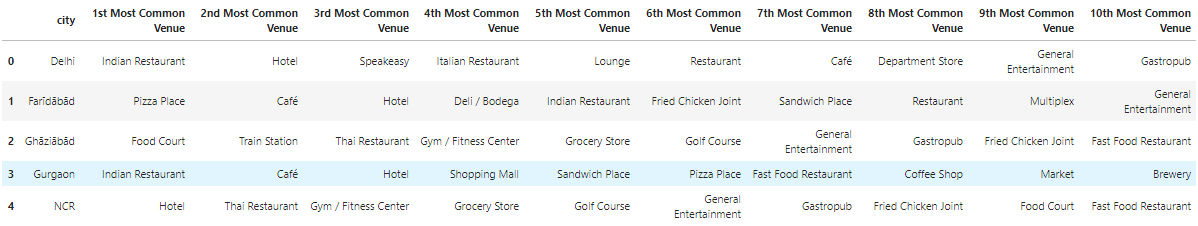 city 1st Most Common Venue 2nd Most Common Venue 3rd Most Common Venue 4th Most Common Venue 5th Most Common Venue 6th Most Common Venue 7th Most Common Venue 8th Most Common Venue 9th Most Common Venue 10th Most Common Venue
0 Delhi Indian Restaurant Hotel Speakeasy Italian Restaurant Lounge Restaurant Café Department Store General Entertainment Gastropub
1 Farīdābād Pizza Place Café Hotel Deli / Bodega Indian Restaurant Fried Chicken Joint Sandwich Place Restaurant Multiplex General Entertainment
2 Ghāziābād Food Court Train Station Thai Restaurant Gym / Fitness Center Grocery Store Golf Course General Entertainment Gastropub Fried Chicken Joint Fast Food Restaurant
3 Gurgaon Indian Restaurant Café Hotel Shopping Mall Sandwich Place Pizza Place Fast Food Restaurant Coffee Shop Market Brewery
4 NCR Hotel Thai Restaurant Gym / Fitness Center Grocery Store Golf Course General Entertainment Gastropub Fried Chicken Joint Food Court Fast Food Restaurant